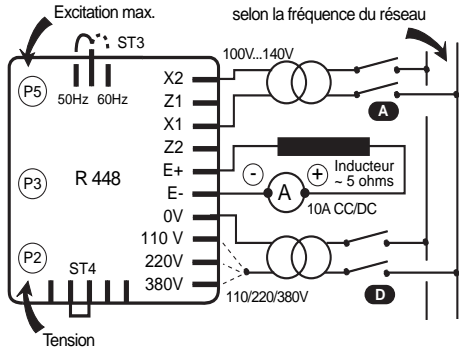 Excitation max.
selon la fréquence du réseau
ST3
100V...140V
X2
P5
50Hz 60Hz
Z1
X1
A
Z2
E+
- +
Inducteur
~ 5 ohms
P3
R 448
E-
A
10A CC/DC
0V
110 V
P2
ST4
220V
380V
110/220/380V
D
Tension